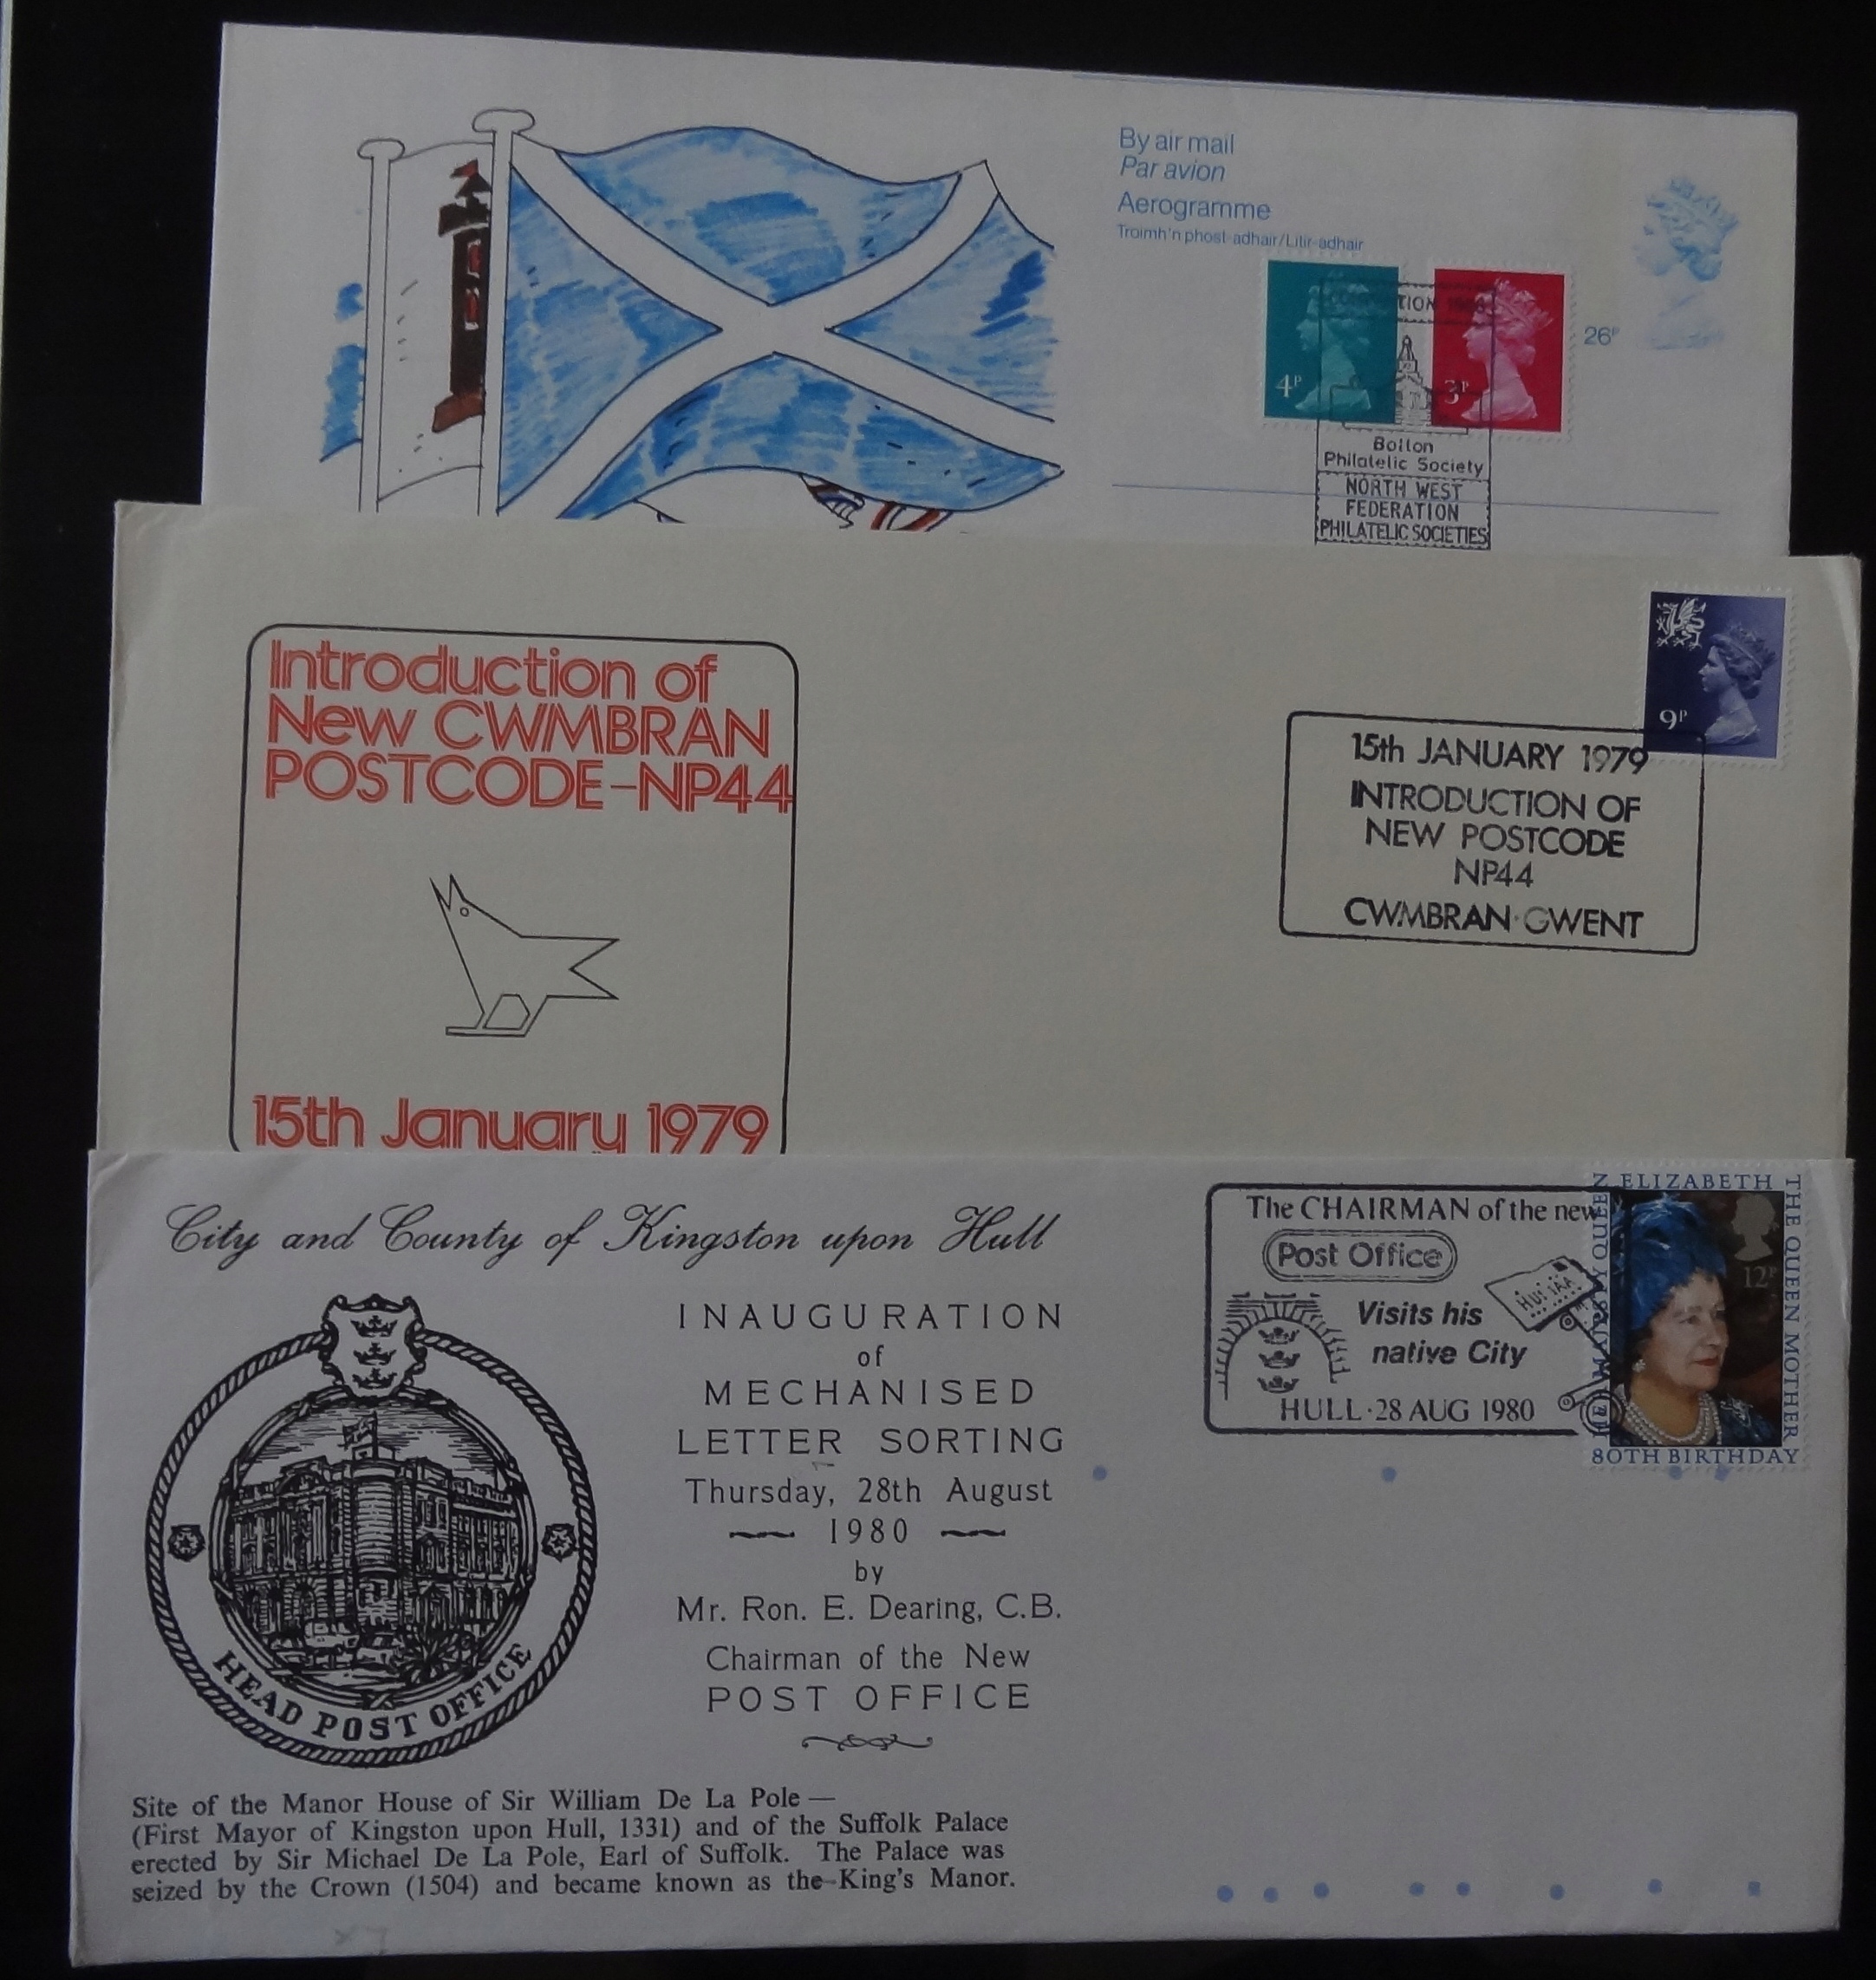 By air mail
Par avion
Aerogramme
Troimh'n phost-adhair/Litir-adhair
26P
4P
3P
Bolton
Philatelic Society
NORTH WEST
FEDERATION
PHILATELIC SOCIETIES
Introduction of
New CWMBRAN
POSTCODE-NP44
15th January 1979
9P
15th JANUARY 1979
INTRODUCTION OF
NEW POSTCODE
NP44
CWMBRAN·GWENT
City and County of Kingston upon Hull
HEAD POST OFFICE
INAUGURATION
of
MECHANISED
LETTER SORTING
Thursday, 28th August
1980
by
Mr. Ron. E. Dearing, C.B.
Chairman of the New
POST OFFICE
Site of the Manor House of Sir William De La Pole —
(First Mayor of Kingston upon Hull, 1331) and of the Suffolk Palace
erected by Sir Michael De La Pole, Earl of Suffolk. The Palace was
seized by the Crown (1504) and became known as the King's Manor.
The CHAIRMAN of the new
Post Office
Visits his
native City
HULL·28 AUG 1980
HU1 1AA
HER MAJESTY QUEEN
ELIZABETH
THE QUEEN MOTHER
80TH BIRTHDAY
12P